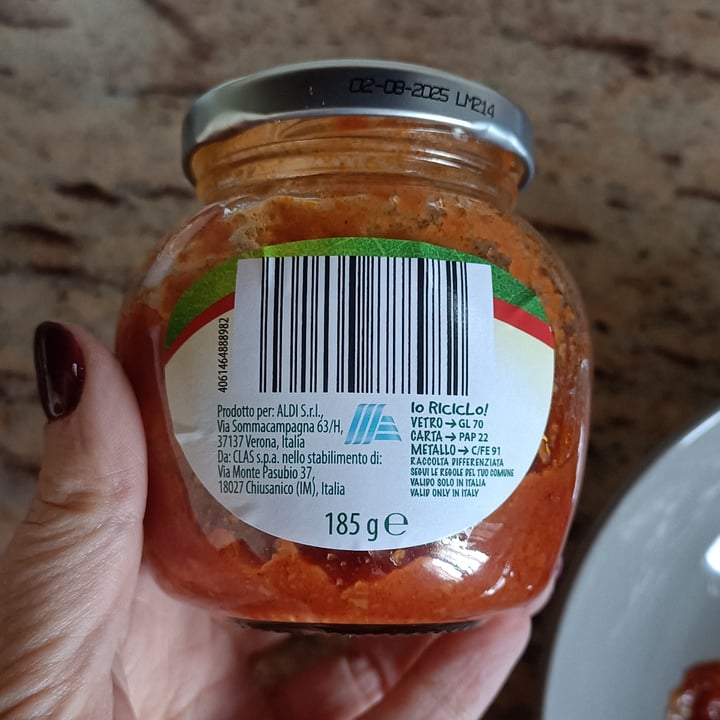 02-08-2025 LM214
4061464888982
Prodotto per: ALDI S.r.l.,
Via Sommacampagna 63/H,
37137 Verona, Italia
Da: CLAS s.p.a. nello stabilimento di:
Via Monte Pasubio 37,
18027 Chiusanico (IM), Italia
IO RICICLO!
VETRO → GL 70
CARTA → PAP 22
METALLO → C/FE 91
RACCOLTA DIFFERENZIATA
SEGUI LE REGOLE DEL TUO COMUNE
VALIDO SOLO IN ITALIA
VALID ONLY IN ITALY
185 g ℮